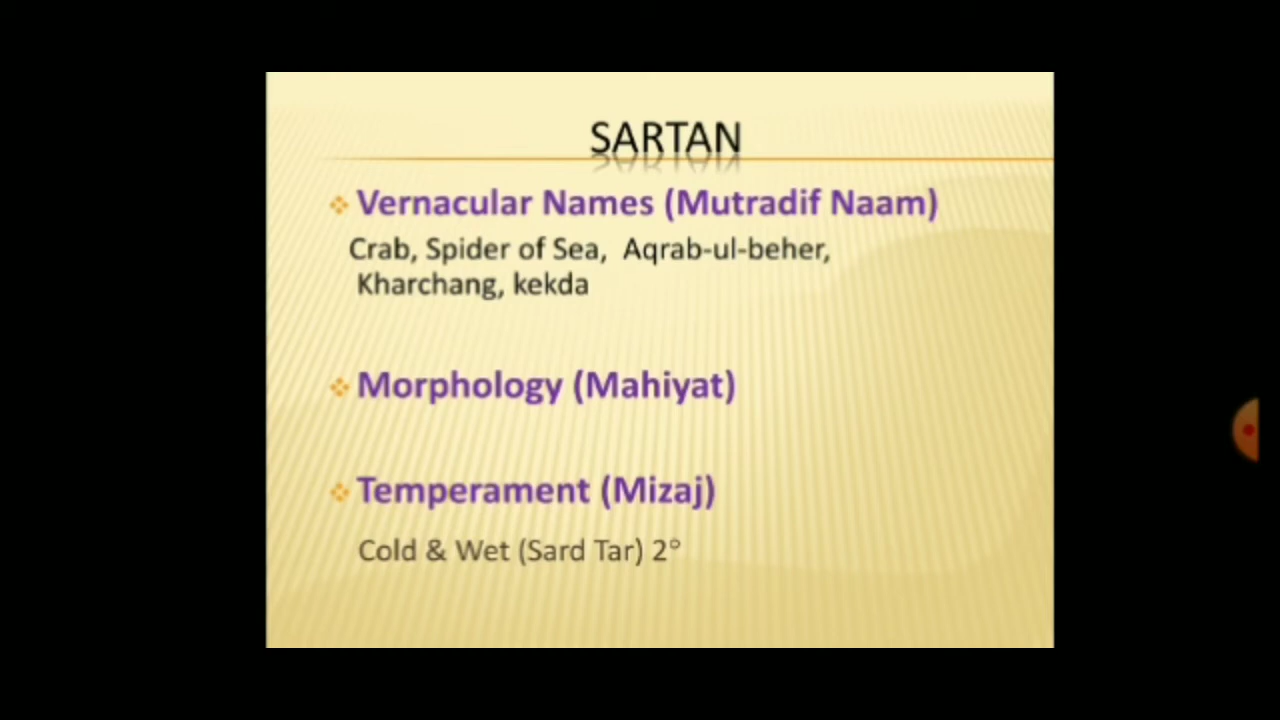 SARTAN
Vernacular Names (Mutradif Naam)
Crab, Spider of Sea, Aqrab-ul-beher,
Kharchang, kekda
Morphology (Mahiyat)
Temperament (Mizaj)
Cold & Wet (Sard Tar) 2°